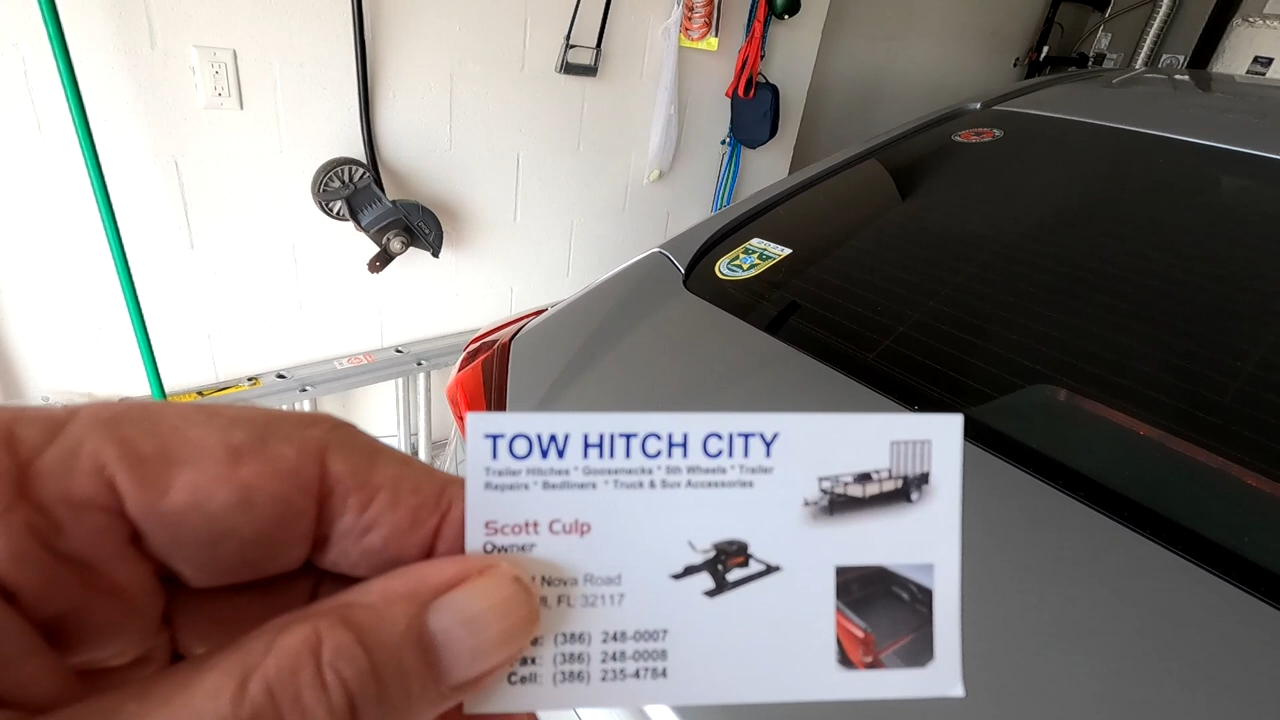 2021
TOW HITCH CITY
Trailer Hitches * Goosenecks * 5th Wheels * Trailer
Repairs * Bedliners * Truck & Suv Accessories
Scott Culp
Owner
Nova Road
FL 32117
(386) 248-0007
Fax: (386) 248-0008
Cell: (386) 235-4784